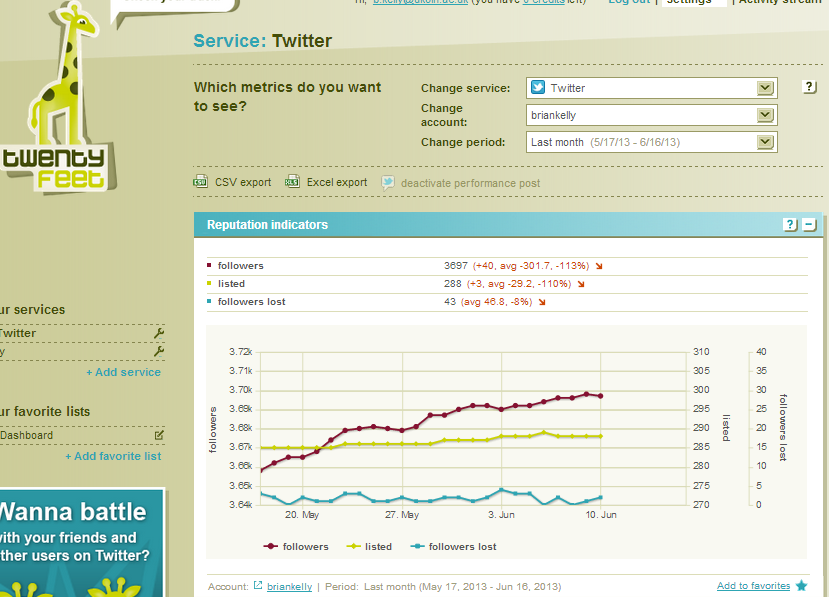 Log out | Settings | Activity stream
Service: Twitter
Which metrics do you want
to see?
Change service:
Twitter
?
Change
account:
briankelly
Change period:
Last month (5/17/13 - 6/16/13)
twenty
feet
CSV export
Excel export
deactivate performance post
Reputation indicators
? −
followers 3697 (+40, avg -301.7, -113%)
listed 288 (+3, avg -29.2, -110%)
followers lost 43 (avg 46.8, -8%)
ur services
Twitter
y
+ Add service
ur favorite lists
Dashboard
+ Add favorite list
Wanna battle
with your friends and
ther users on Twitter?
3.72k 310 40
3.71k 305 35
3.70k 300 30
3.69k 295 25
3.68k 290 20
3.67k 285 15
3.66k 280 10
3.65k 275 5
3.64k 270 0
followers
listed
followers lost
20. May 27. May 3. Jun 10. Jun
followers listed followers lost
Account: briankelly | Period: Last month (May 17, 2013 - Jun 16, 2013)
Add to favorites